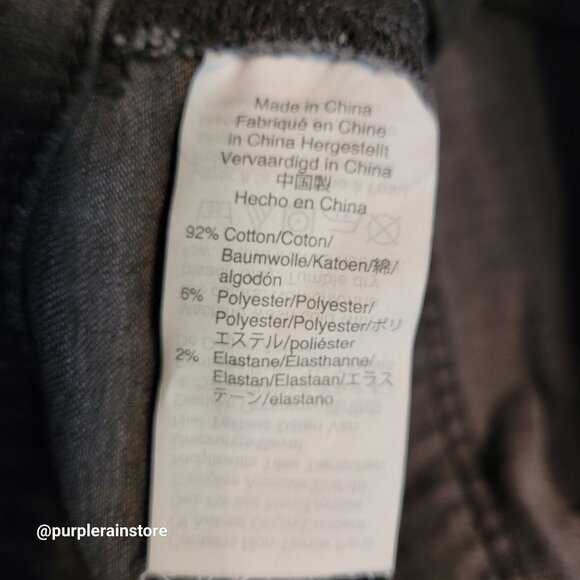 Made in China
Fabriqué en Chine
in China Hergestellt
Vervaardigd in China
中国製
Hecho en China
92% Cotton/Coton/
Baumwolle/Katoen/綿/
algodón
6% Polyester/Polyester/
Polyester/Polyester/ポリ
エステル/poliéster
2% Elastane/Elasthanne/
Elastan/Elastaan/エラス
テーン/elastano
@purplerainstore